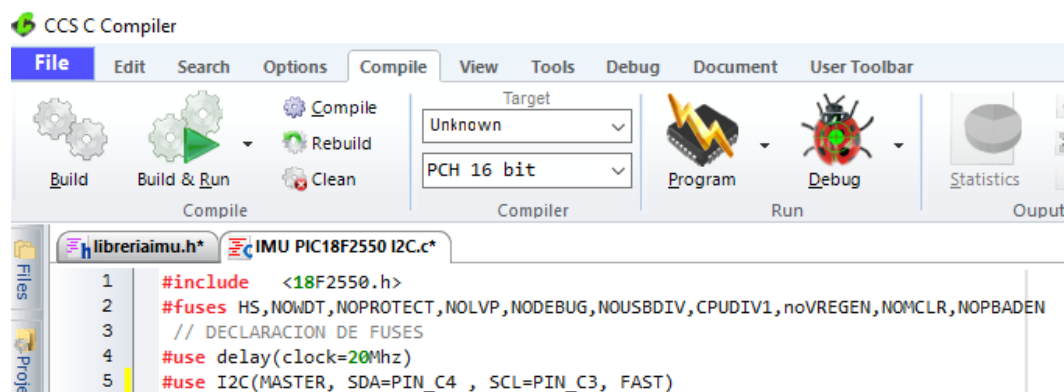 CCS C Compiler
File Edit Search Options Compile View Tools Debug Document User Toolbar
Build
Build & Run
Compile
Rebuild
Clean
Compile
Target
Unknown
PCH 16 bit
Compiler
Program
Debug
Run
Statistics
Ouput
libreriaimu.h* IMU PIC18F2550 I2C.c*
Files
1 #include <18F2550.h>
2 #fuses HS,NOWDT,NOPROTECT,NOLVP,NODEBUG,NOUSBDIV,CPUDIV1,noVREGEN,NOMCLR,NOPBADEN
3 // DECLARACION DE FUSES
4 #use delay(clock=20Mhz)
5 #use I2C(MASTER, SDA=PIN_C4 , SCL=PIN_C3, FAST)
Proje